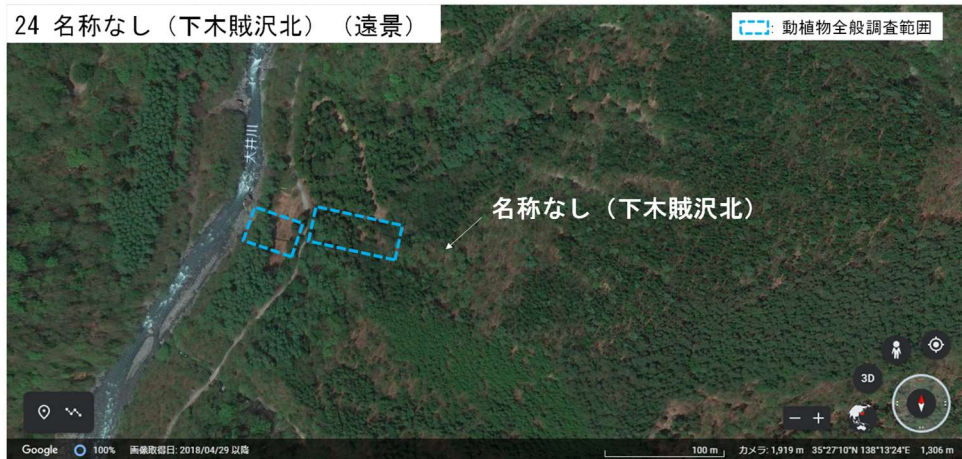 24 名称なし（下木賊沢北）（遠景）
: 動植物全般調査範囲
大井川
名称なし（下木賊沢北）
3D
Google 100% 画像取得日: 2018/04/29 以降 100 m カメラ: 1,919 m 35°27'10"N 138°13'24"E 1,306 m